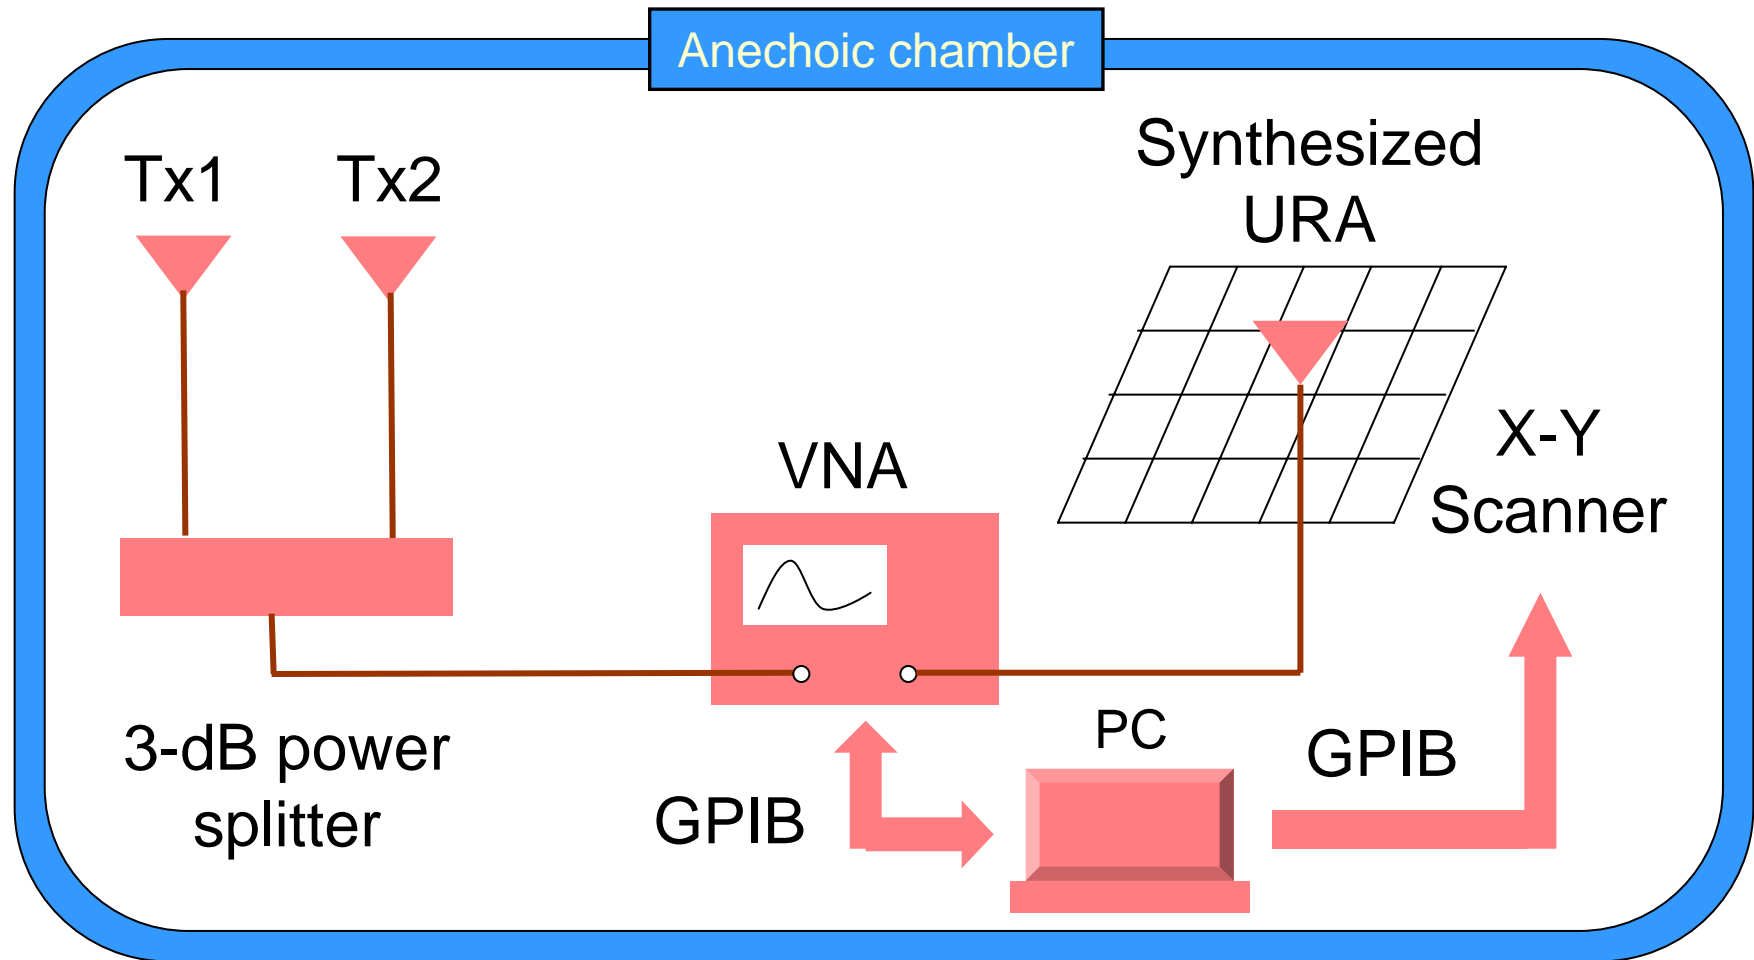 Anechoic chamber
Tx1
Tx2
Synthesized
URA
X-Y
Scanner
VNA
3-dB power
splitter
GPIB
PC
GPIB